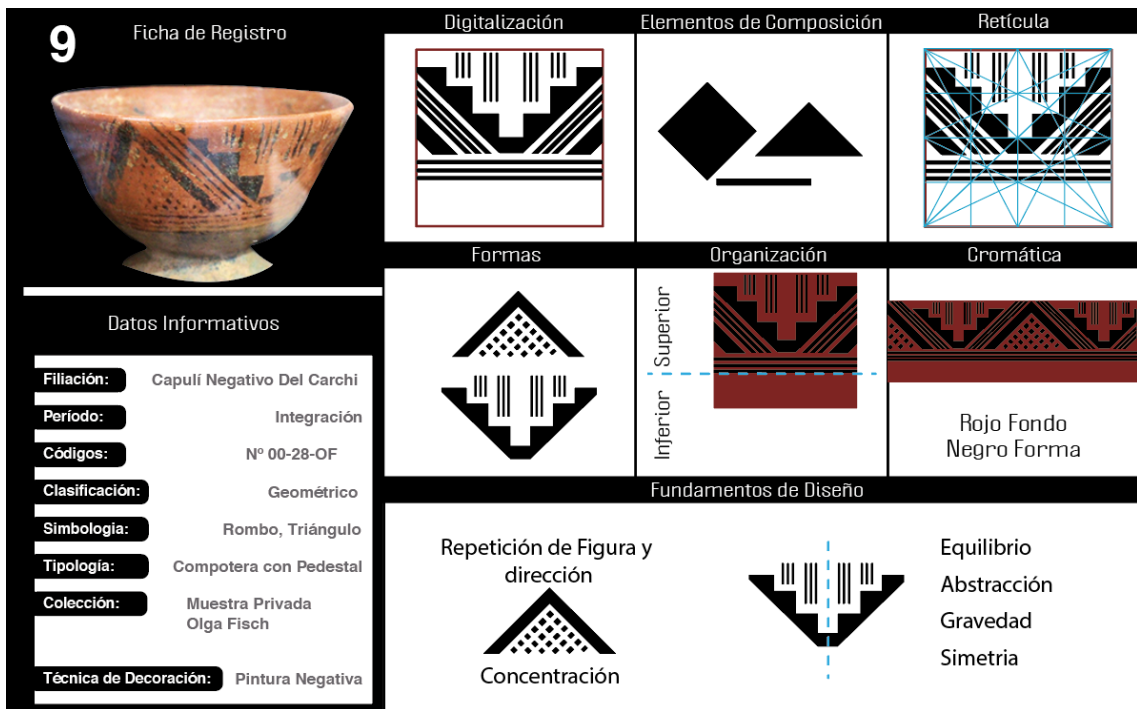 9
Ficha de Registro
Datos Informativos
Filiación: Capulí Negativo Del Carchi
Período: Integración
Códigos: Nº 00-28-OF
Clasificación: Geométrico
Simbologia: Rombo, Triángulo
Tipología: Compotera con Pedestal
Colección: Muestra Privada
Olga Fisch
Técnica de Decoración: Pintura Negativa
Digitalización
Elementos de Composición
Retícula
Formas
Organización
Superior
Inferior
Cromática
Rojo Fondo
Negro Forma
Fundamentos de Diseño
Repetición de Figura y
dirección
Concentración
Equilibrio
Abstracción
Gravedad
Simetria